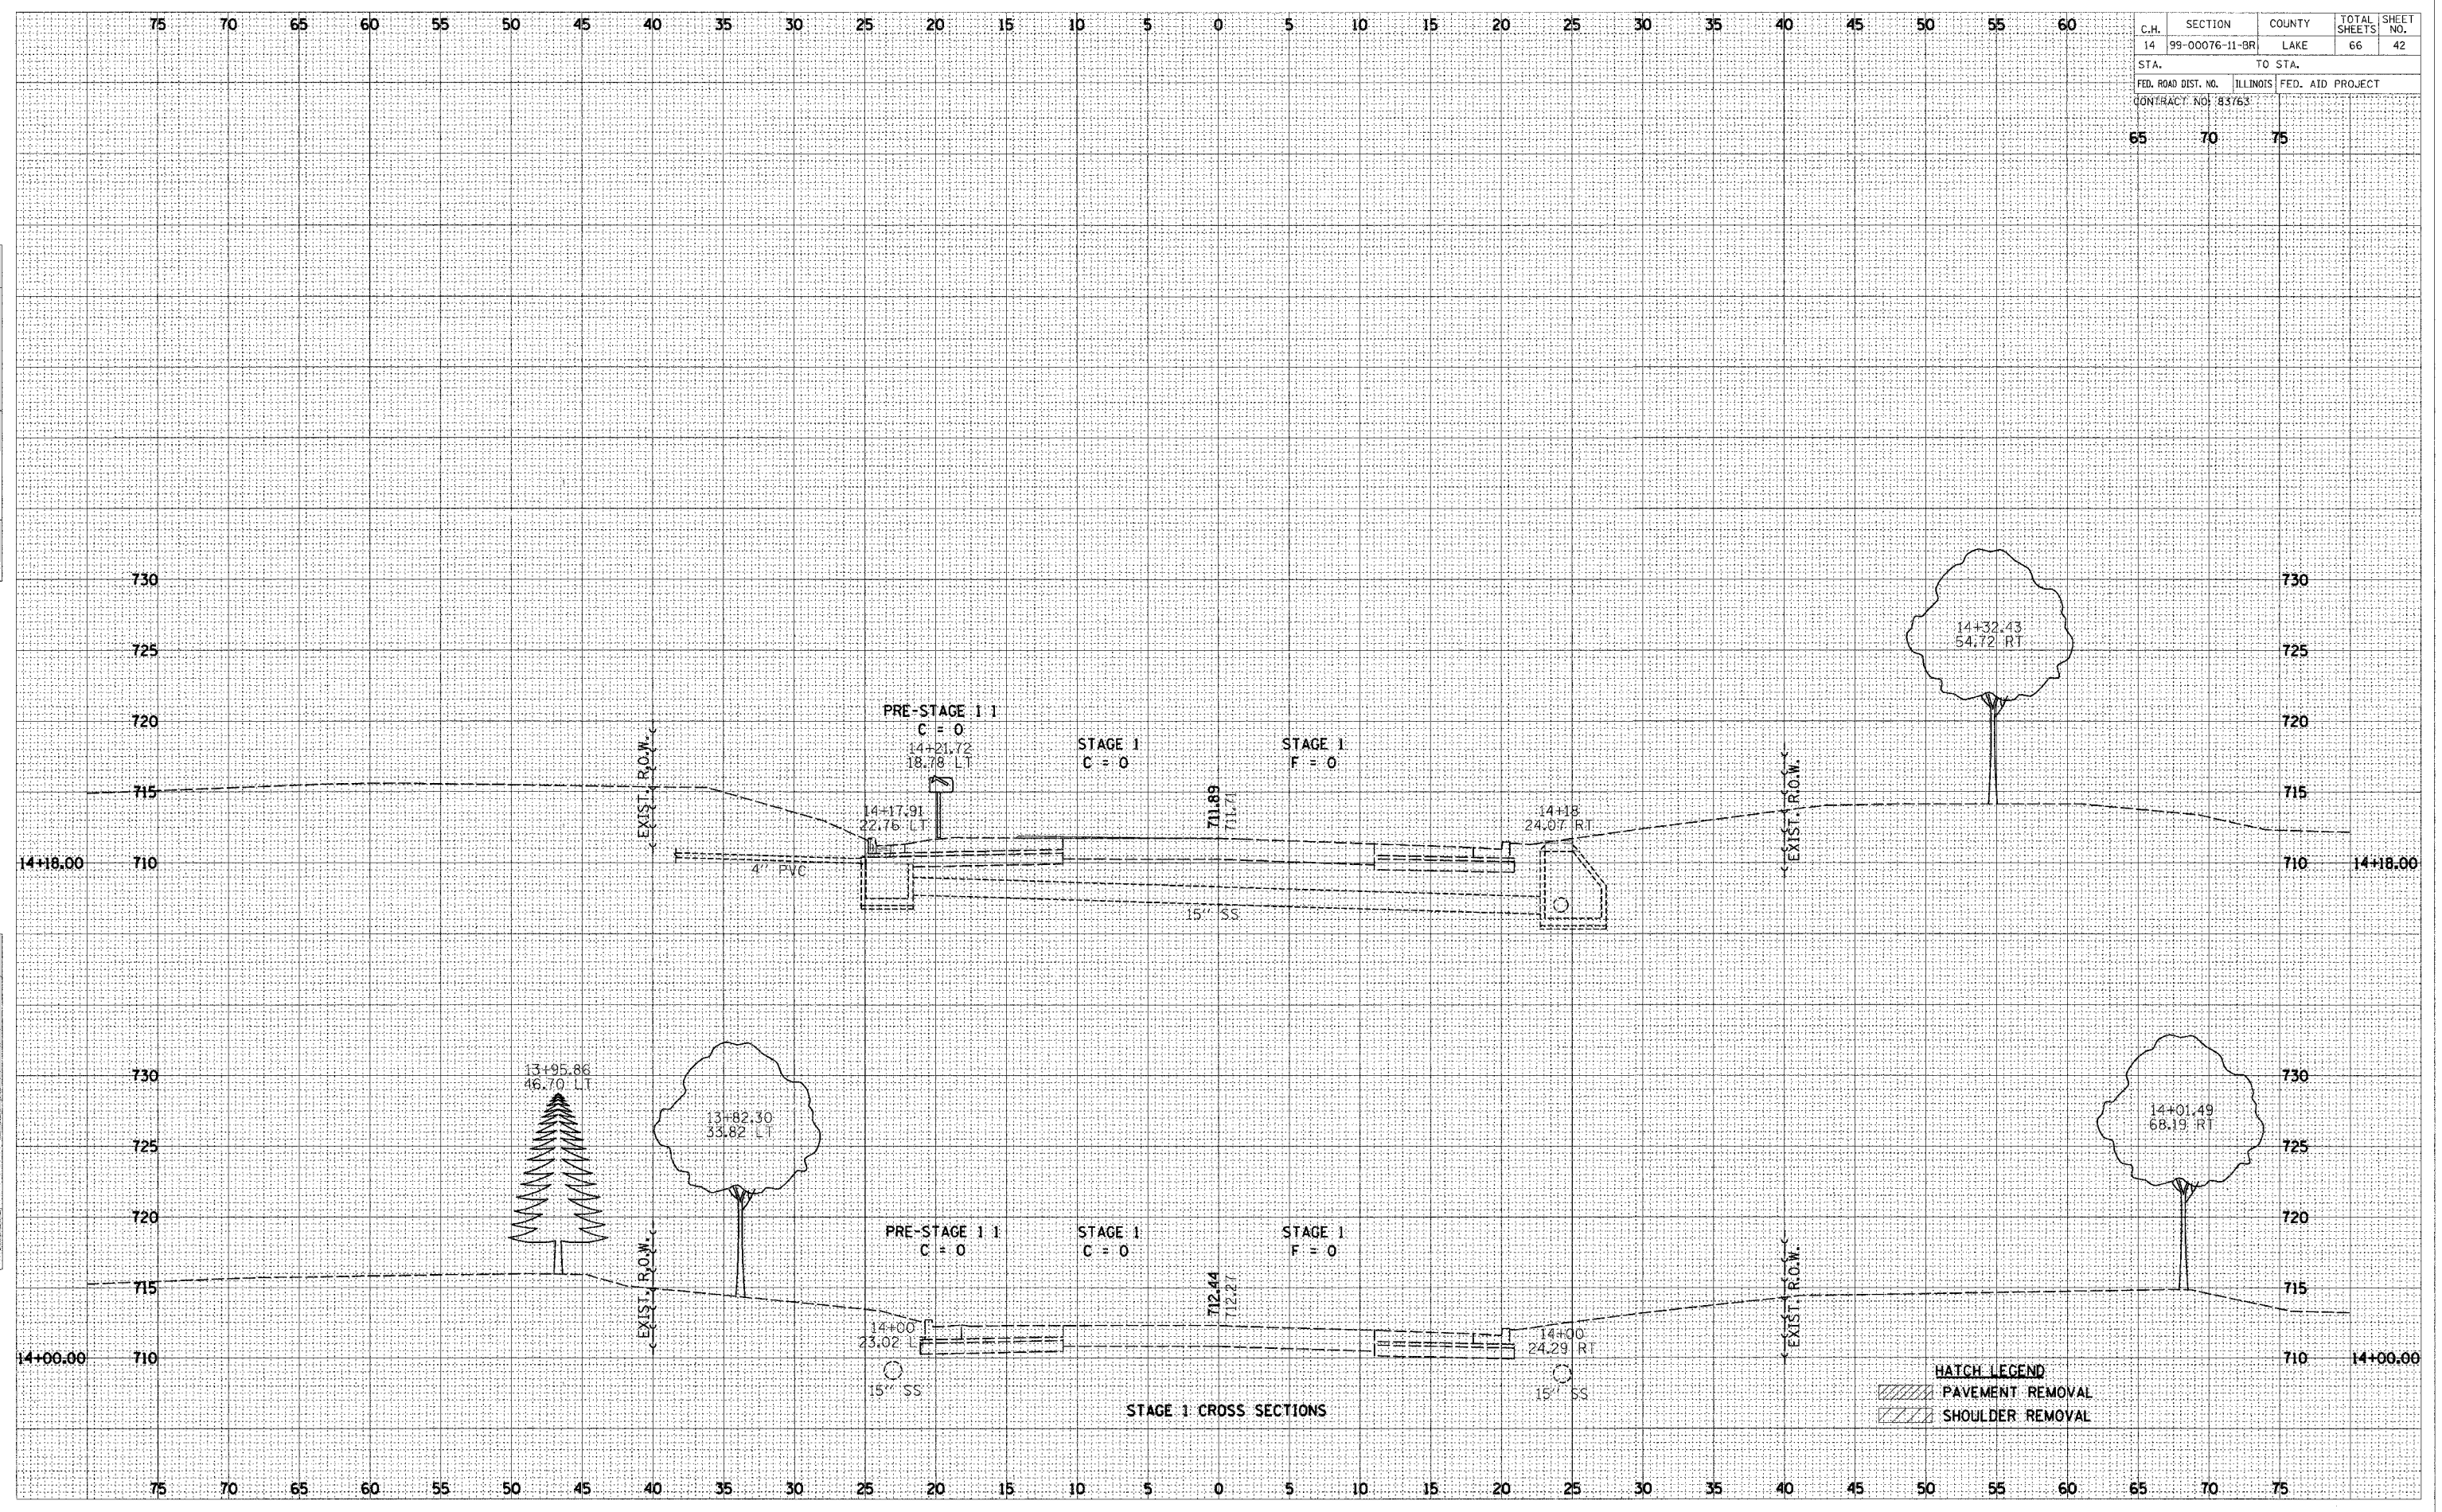 75 70 65 60 55 50 45 40 35 30 25 20 15 10 5 0 5 10 15 20 25 30 35 40 45 50 55 60
C.H. SECTION COUNTY TOTAL SHEETS SHEET NO.
14 99-00076-11-BR LAKE 66 42
STA. TO STA.
FED. ROAD DIST. NO. ILLINOIS FED. AID PROJECT
CONTRACT NO: 83763
65 70 75
730 730
14+32.43
54.72 RT
725 725
PRE-STAGE 1 1
C = 0
720 720
14+21.72
18.78 LT
STAGE 1
C = 0
STAGE 1
F = 0
EXIST. R.O.W.
EXIST. R.O.W.
715 715
711.89
711.71
14+17.91
22.76 LT
14+18
24.07 RT
14+18.00 710 710 14+18.00
4'' PVC
15'' SS
730 730
13+95.86
46.70 LT
13+82.30
33.82 LT
14+01.49
68.19 RT
725 725
720 720
PRE-STAGE 1 1
C = 0
STAGE 1
C = 0
STAGE 1
F = 0
EXIST. R.O.W.
EXIST. R.O.W.
715 715
712.44
712.27
14+00
23.02 L
14+00
24.29 RT
14+00.00 710 710 14+00.00
15'' SS
15'' SS
HATCH LEGEND
PAVEMENT REMOVAL
SHOULDER REMOVAL
STAGE 1 CROSS SECTIONS
75 70 65 60 55 50 45 40 35 30 25 20 15 10 5 0 5 10 15 20 25 30 35 40 45 50 55 60 65 70 75